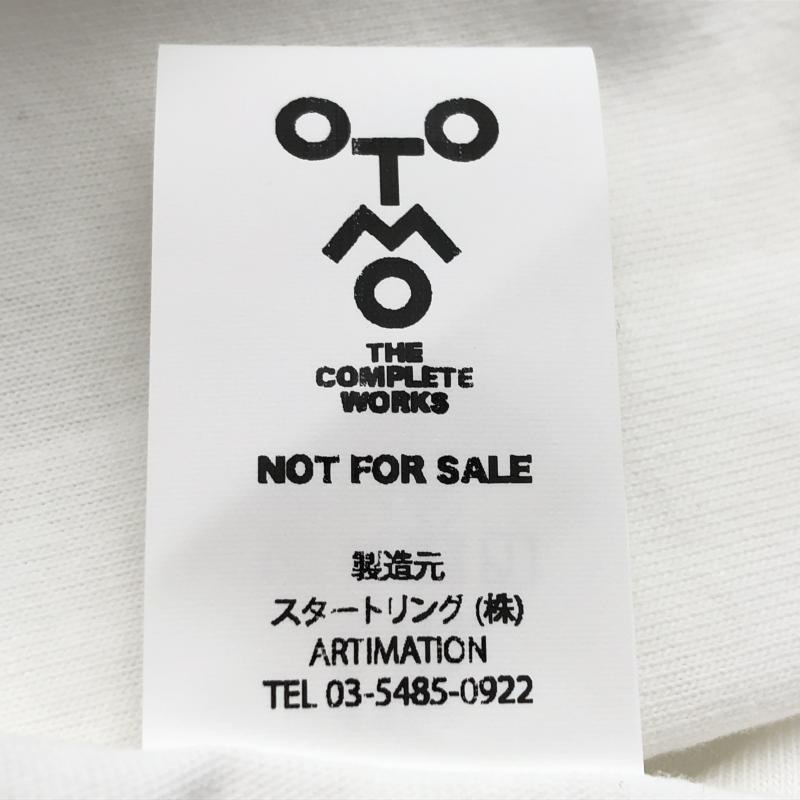 OTOMO
THE
COMPLETE
WORKS
NOT FOR SALE
製造元
スタートリング (株)
ARTIMATION
TEL 03-5485-0922